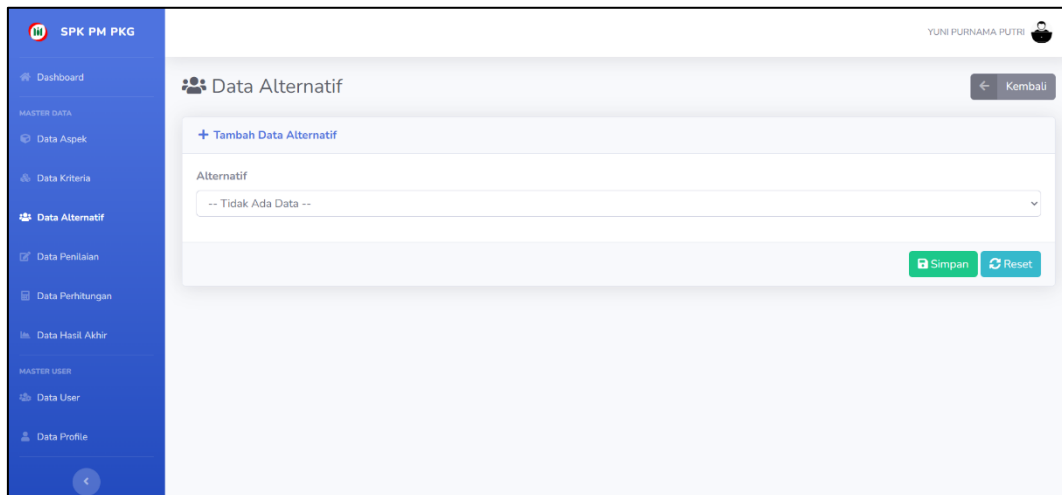 SPK PM PKG
YUNI PURNAMA PUTRI
Dashboard
MASTER DATA
Data Aspek
Data Kriteria
Data Alternatif
Data Penilaian
Data Perhitungan
Data Hasil Akhir
MASTER USER
Data User
Data Profile
Data Alternatif
Kembali
+ Tambah Data Alternatif
Alternatif
-- Tidak Ada Data --
Simpan
Reset